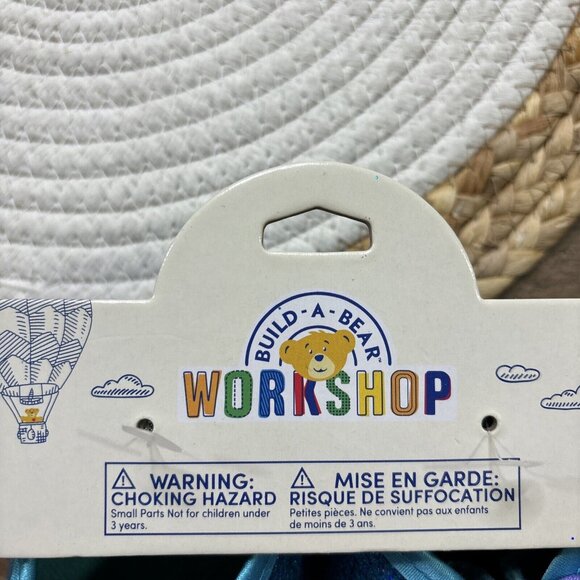 BUILD-A-BEAR™
WORKSHOP
WARNING:
CHOKING HAZARD
Small Parts Not for children under
3 years.
MISE EN GARDE:
RISQUE DE SUFFOCATION
Petites pièces. Ne convient pas aux enfants
de moins de 3 ans.